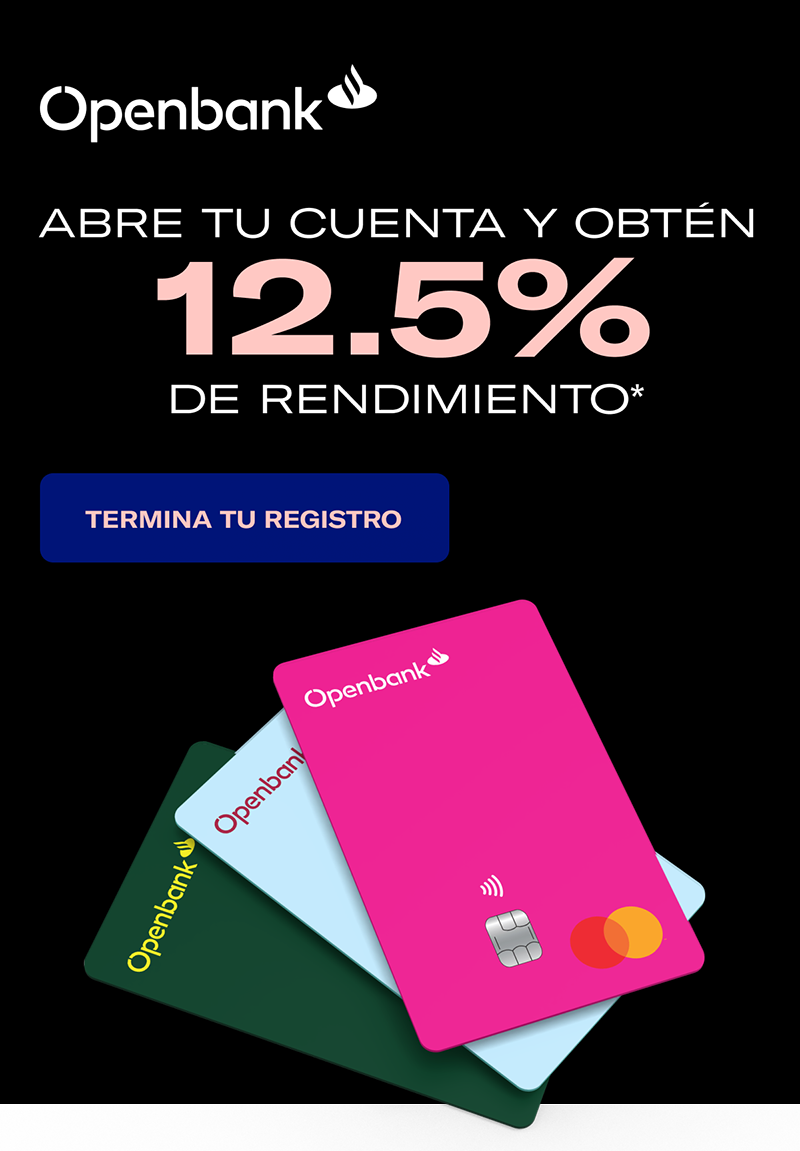 Openbank
ABRE TU CUENTA Y OBTÉN
12.5%
DE RENDIMIENTO*
TERMINA TU REGISTRO
Openbank
Openbank
Openbank